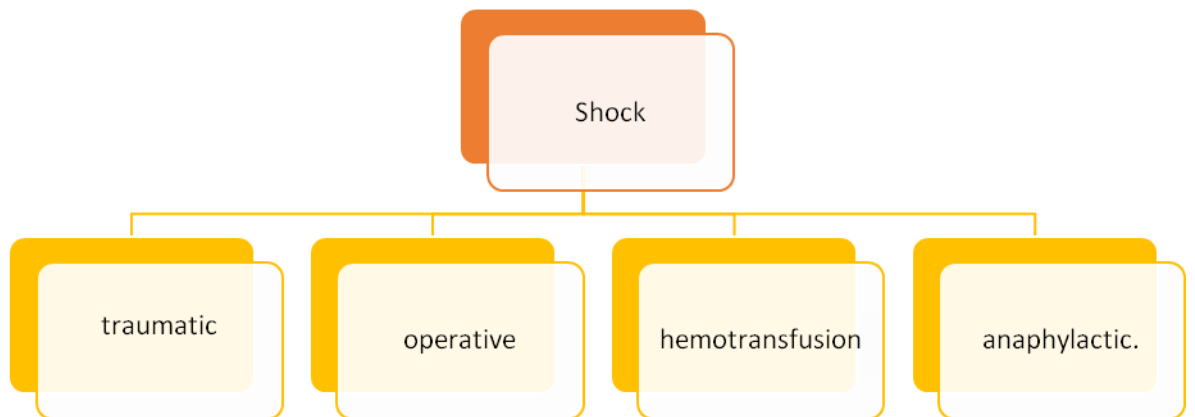 Shock
traumatic
operative
hemotransfusion
anaphylactic.